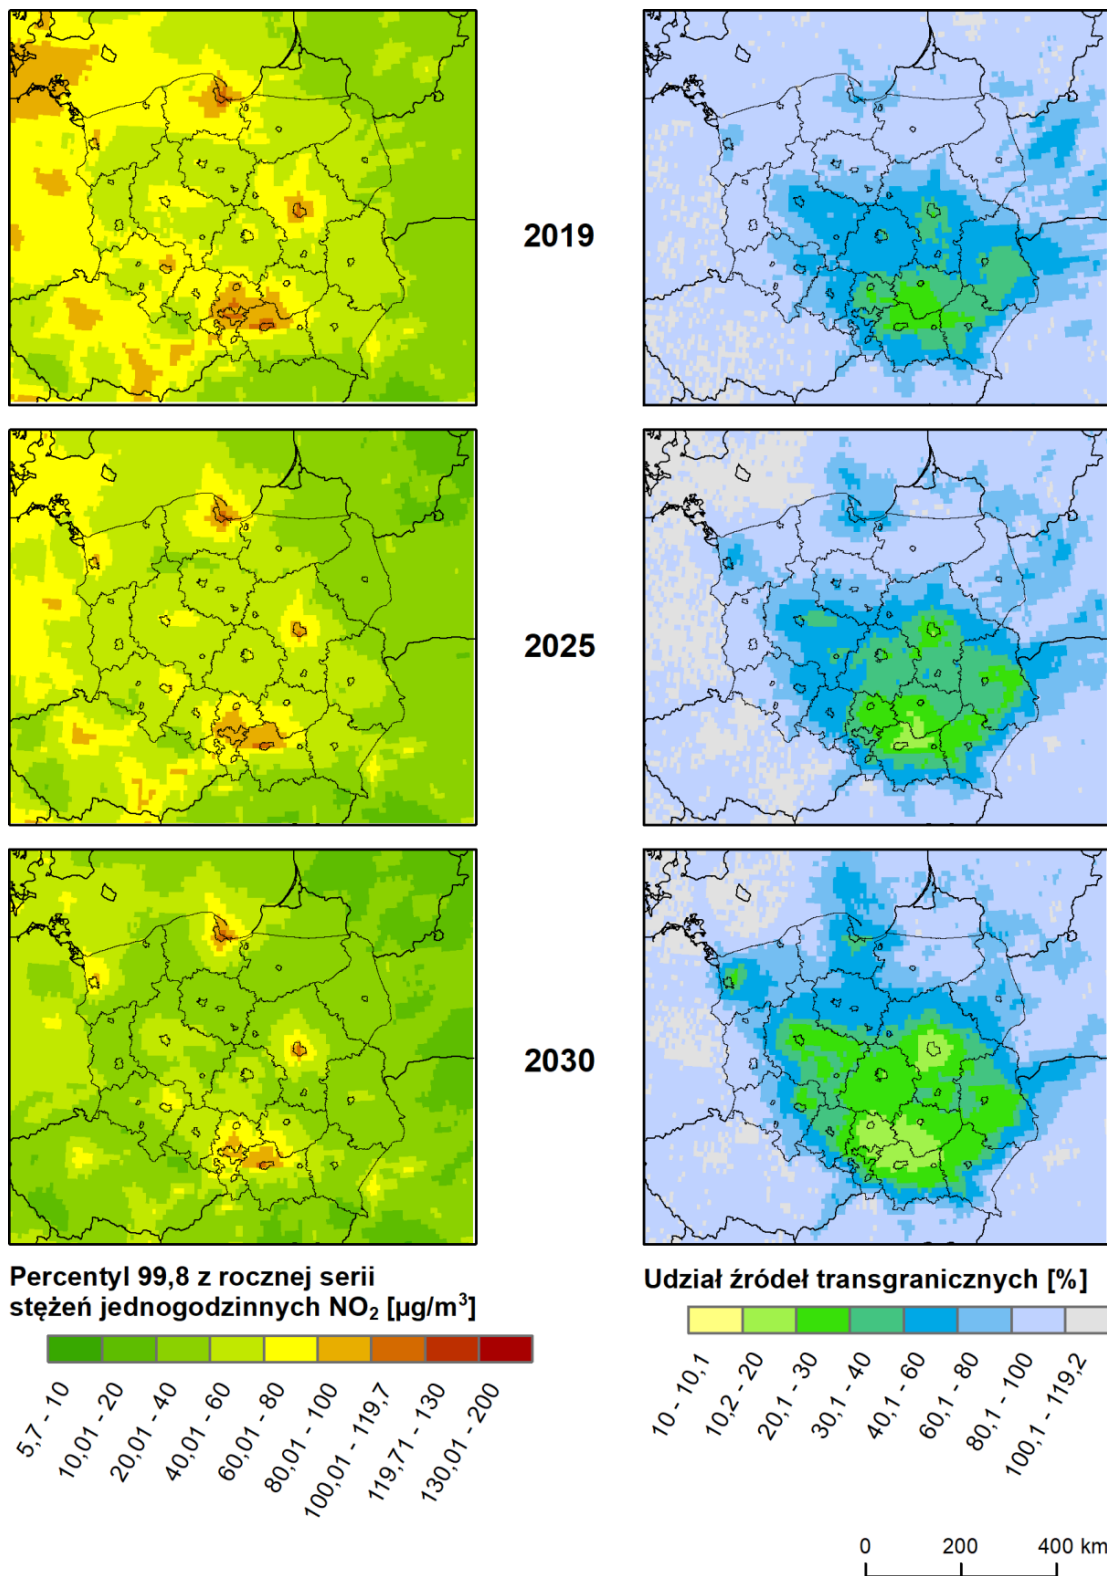 2019
2025
2030
Percentyl 99,8 z rocznej serii
stężeń jednogodzinnych NO₂ [µg/m³]
5,7 - 10
10,01 - 20
20,01 - 40
40,01 - 60
60,01 - 80
80,01 - 100
100,01 - 119,7
119,71 - 130
130,01 - 200
Udział źródeł transgranicznych [%]
10 - 10,1
10,2 - 20
20,1 - 30
30,1 - 40
40,1 - 60
60,1 - 80
80,1 - 100
100,1 - 119,2
0 200 400 km